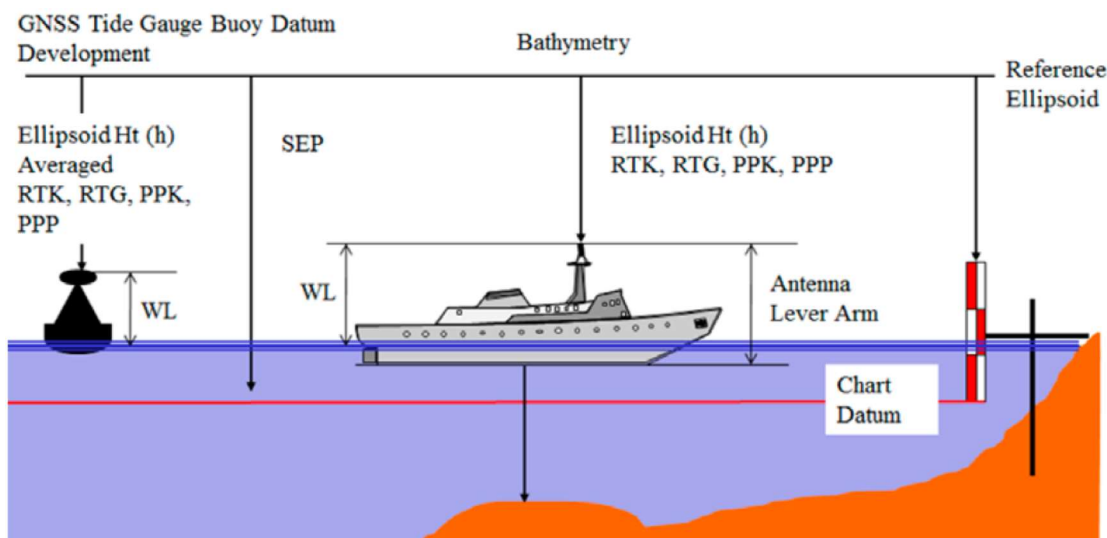 GNSS Tide Gauge Buoy Datum
Development
Bathymetry
Reference
Ellipsoid
Ellipsoid Ht (h)
Averaged
RTK, RTG, PPK,
PPP
SEP
Ellipsoid Ht (h)
RTK, RTG, PPK, PPP
WL
WL
Antenna
Lever Arm
Chart
Datum